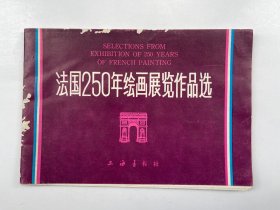 SELECTIONS FROM
EXHIBITION OF 250 YEARS
OF FRENCH PAINTING
法国250年绘画展览作品选
上海书画社